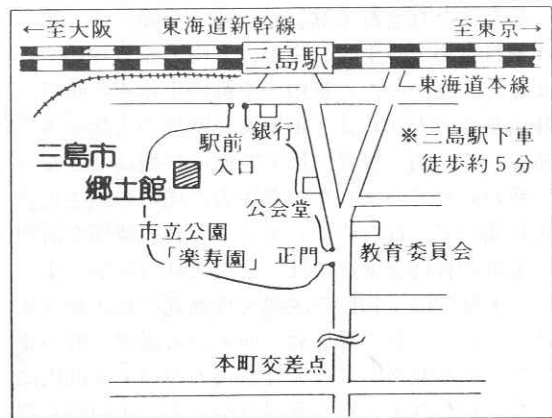 ←至大阪
東海道新幹線
至東京→
三島駅
東海道本線
駅前
入口
銀行
※三島駅下車
徒歩約5分
三島市
郷土館
公会堂
市立公園
「楽寿園」
正門
教育委員会
本町交差点